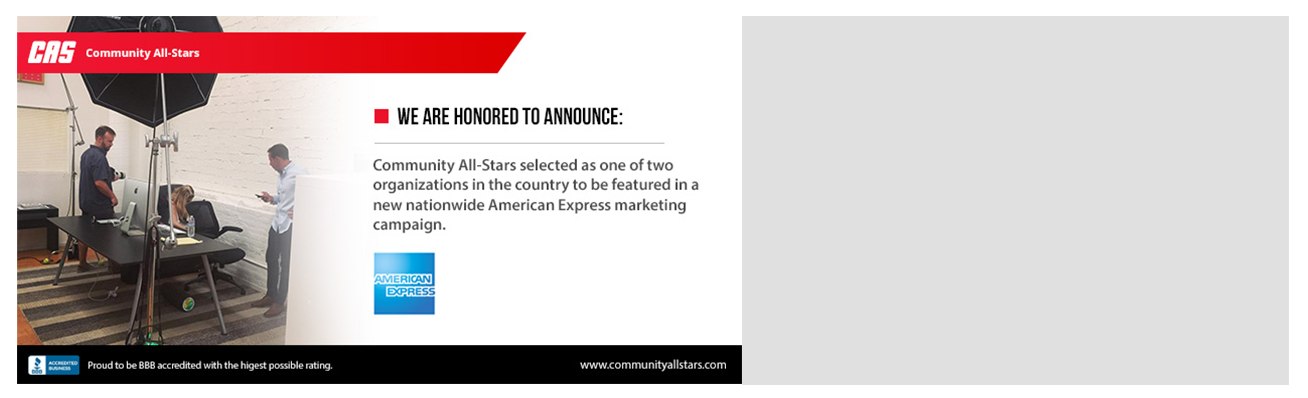 CAS Community All-Stars
WE ARE HONORED TO ANNOUNCE:
Community All-Stars selected as one of two
organizations in the country to be featured in a
new nationwide American Express marketing
campaign.
AMERICAN
EXPRESS
BBB ACCREDITED
BUSINESS
Proud to be BBB accredited with the higest possible rating.
www.communityallstars.com